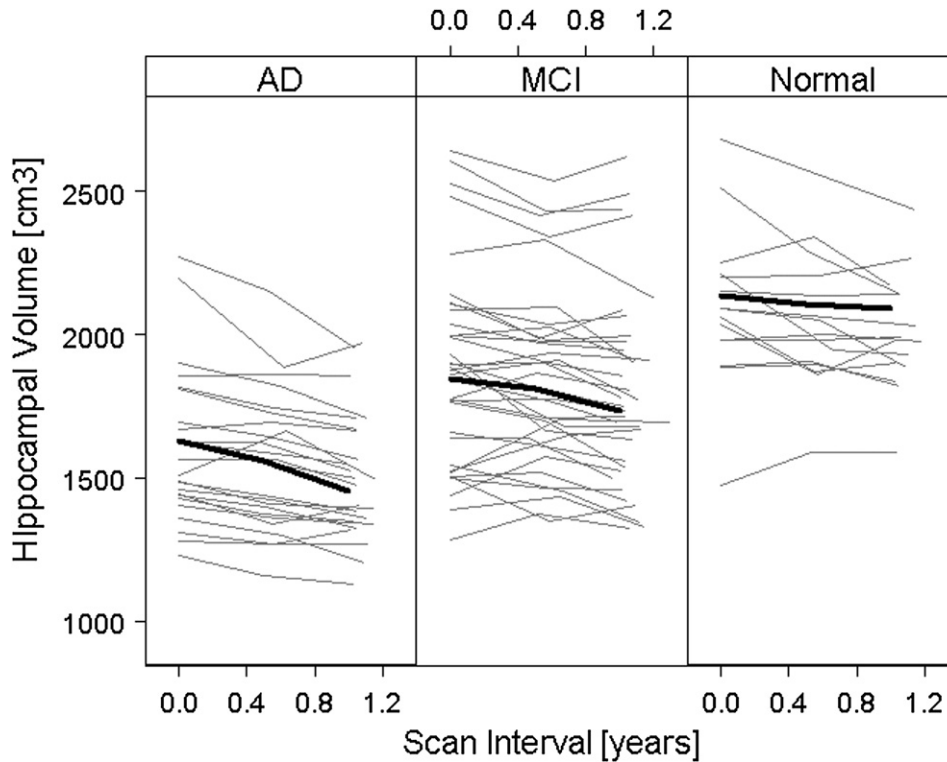 0.0 0.4 0.8 1.2
AD MCI Normal
HIppocampal Volume [cm3]
2500
2000
1500
1000
0.0 0.4 0.8 1.2 0.0 0.4 0.8 1.2
Scan Interval [years]